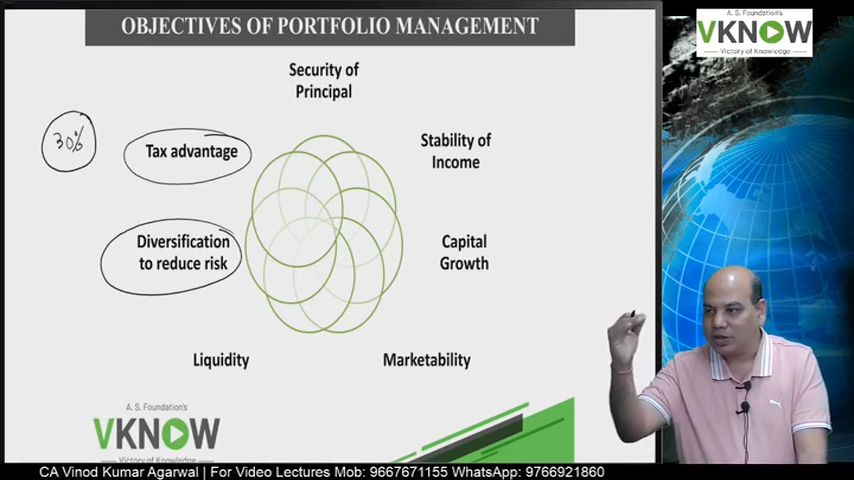 OBJECTIVES OF PORTFOLIO MANAGEMENT
A. S. Foundation's
VKNOW
Victory of Knowledge
Security of
Principal
30%
Tax advantage
Stability of
Income
Diversification
to reduce risk
Capital
Growth
Liquidity
Marketability
A. S. Foundation's
VKNOW
Victory of Knowledge
CA Vinod Kumar Agarwal | For Video Lectures Mob: 9667671155 WhatsApp: 9766921860